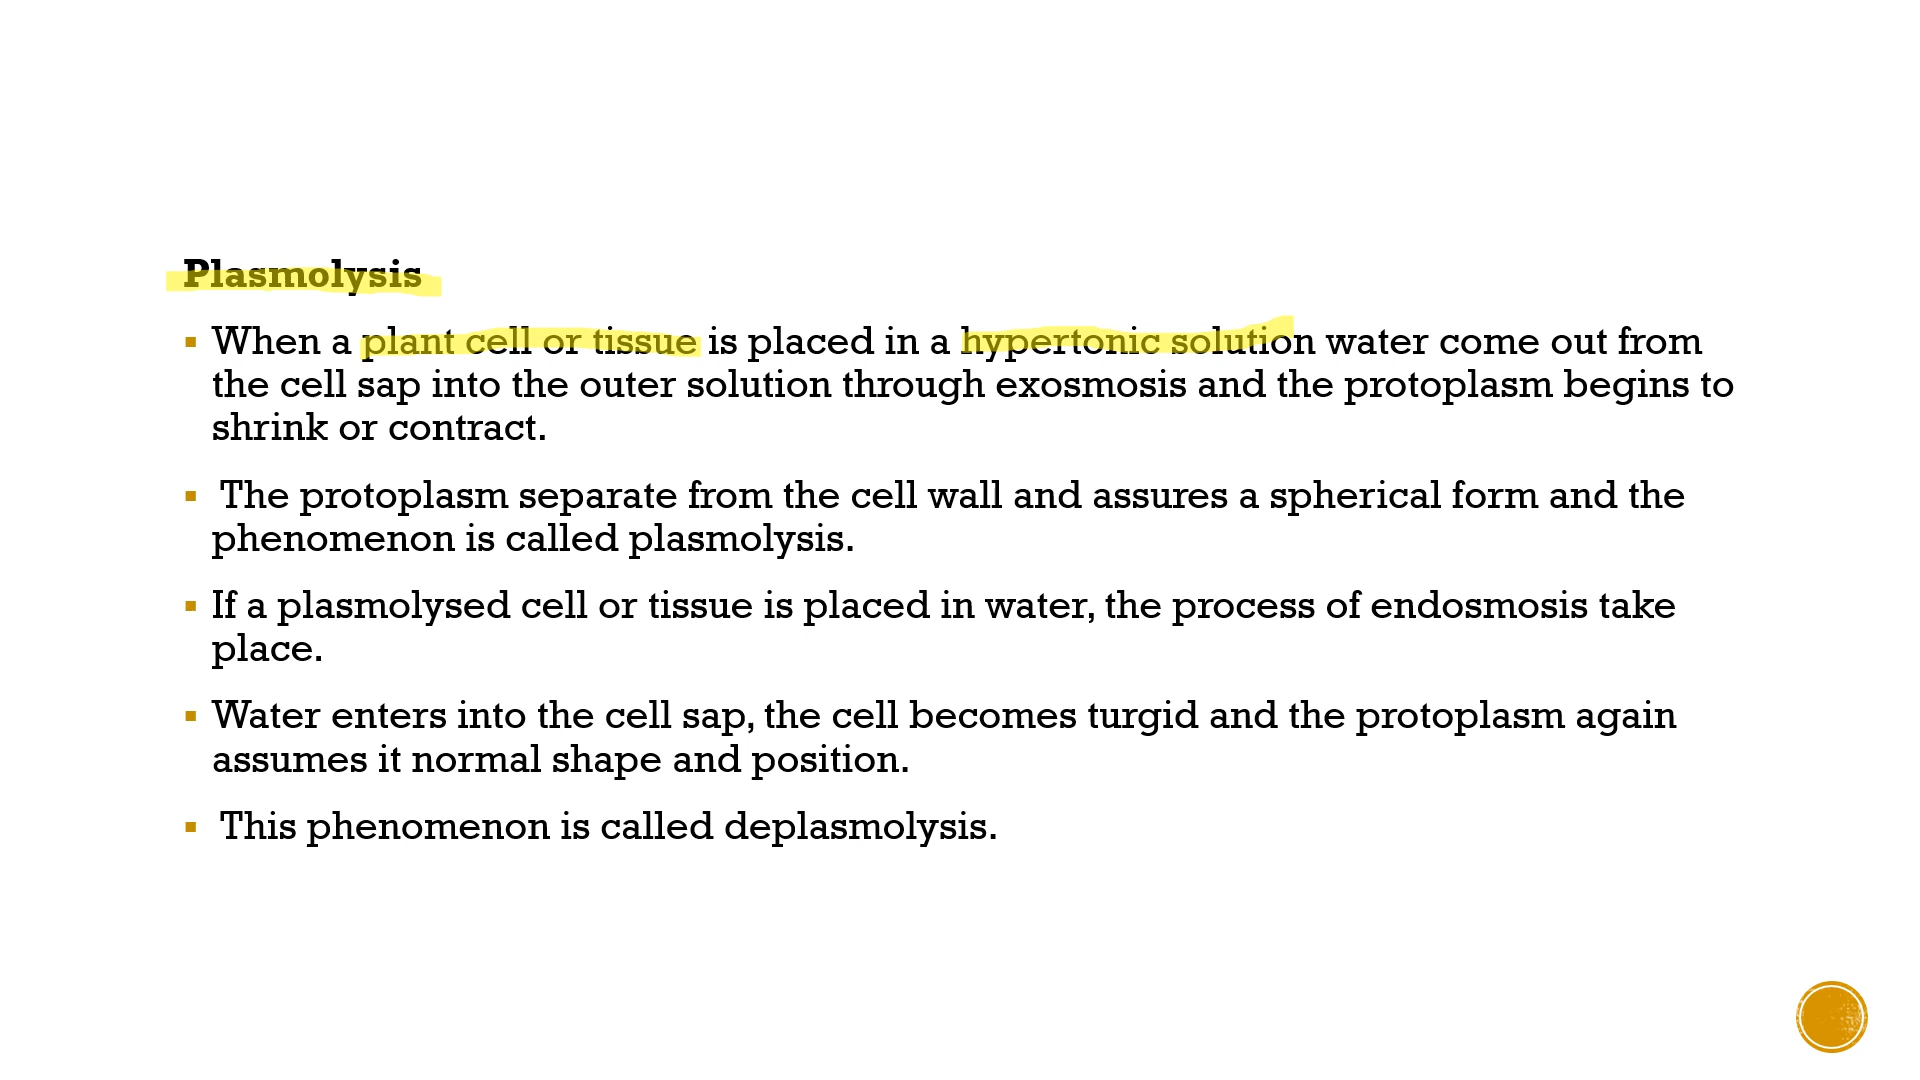 Plasmolysis
When a plant cell or tissue is placed in a hypertonic solution water come out from
the cell sap into the outer solution through exosmosis and the protoplasm begins to
shrink or contract.
The protoplasm separate from the cell wall and assures a spherical form and the
phenomenon is called plasmolysis.
If a plasmolysed cell or tissue is placed in water, the process of endosmosis take
place.
Water enters into the cell sap, the cell becomes turgid and the protoplasm again
assumes it normal shape and position.
This phenomenon is called deplasmolysis.